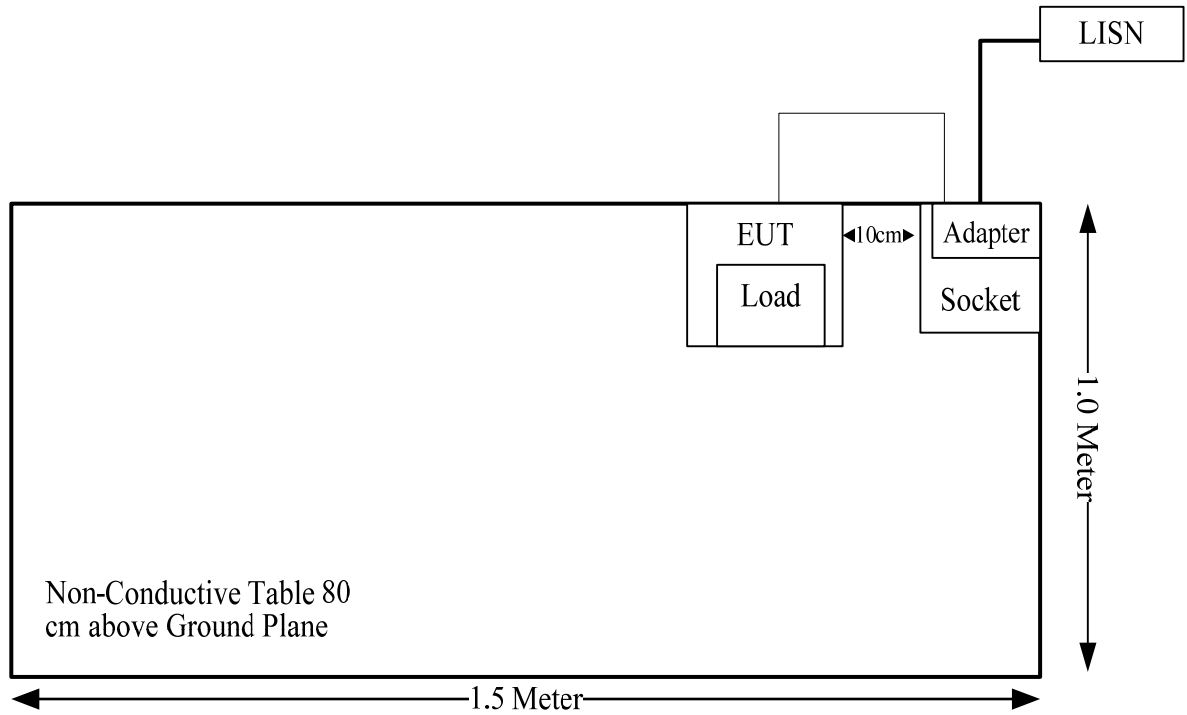 LISN
EUT
10cm
Adapter
Load
Socket
1.0 Meter
Non-Conductive Table 80
cm above Ground Plane
1.5 Meter